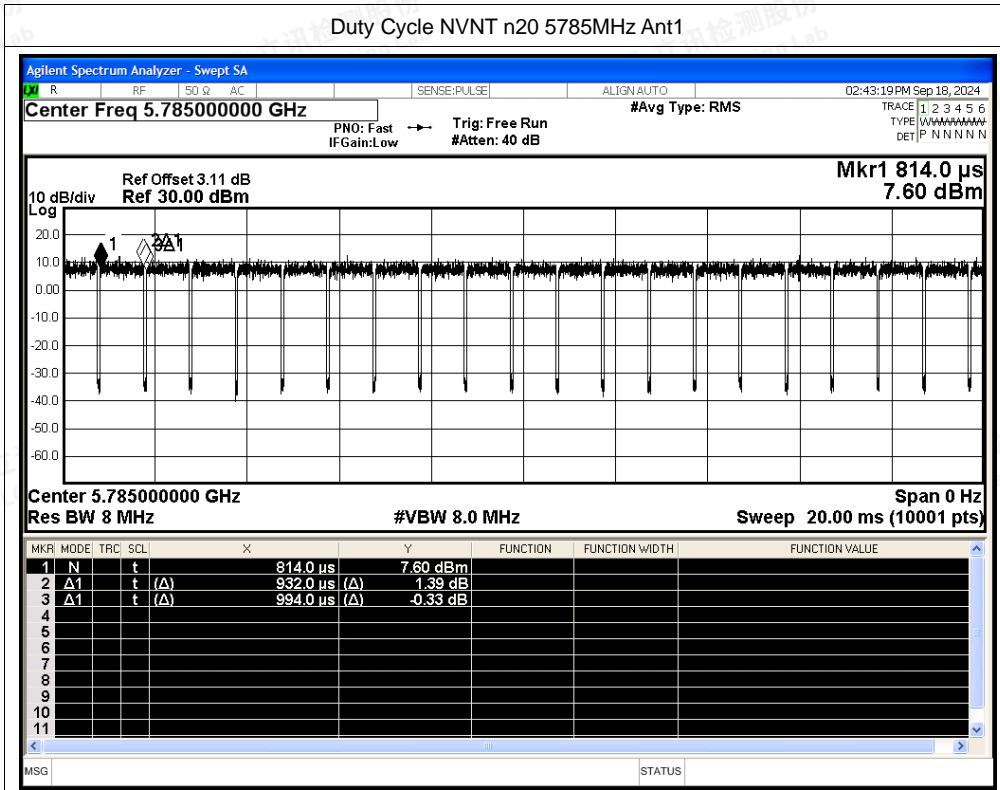 Duty Cycle NVNT n20 5785MHz Ant1
Agilent Spectrum Analyzer - Swept SA
LXI R RF 50 Ω AC SENSE:PULSE ALIGN AUTO 02:43:19 PM Sep 18, 2024
Center Freq 5.785000000 GHz #Avg Type: RMS TRACE 1 2 3 4 5 6
PNO: Fast Trig: Free Run TYPE W
IFGain:Low #Atten: 40 dB DET P N N N N N
Mkr1 814.0 µs
Ref Offset 3.11 dB
10 dB/div Ref 30.00 dBm 7.60 dBm
Log
20.0
10.0
0.00
-10.0
-20.0
-30.0
-40.0
-50.0
-60.0
1
Center 5.785000000 GHz Span 0 Hz
Res BW 8 MHz #VBW 8.0 MHz Sweep 20.00 ms (10001 pts)
MKR MODE TRC SCL X Y FUNCTION FUNCTION WIDTH FUNCTION VALUE
1 N t 814.0 µs 7.60 dBm
2 Δ1 t (Δ) 932.0 µs (Δ) 1.39 dB
3 Δ1 t (Δ) 994.0 µs (Δ) -0.33 dB
4
5
6
7
8
9
10
11
MSG STATUS